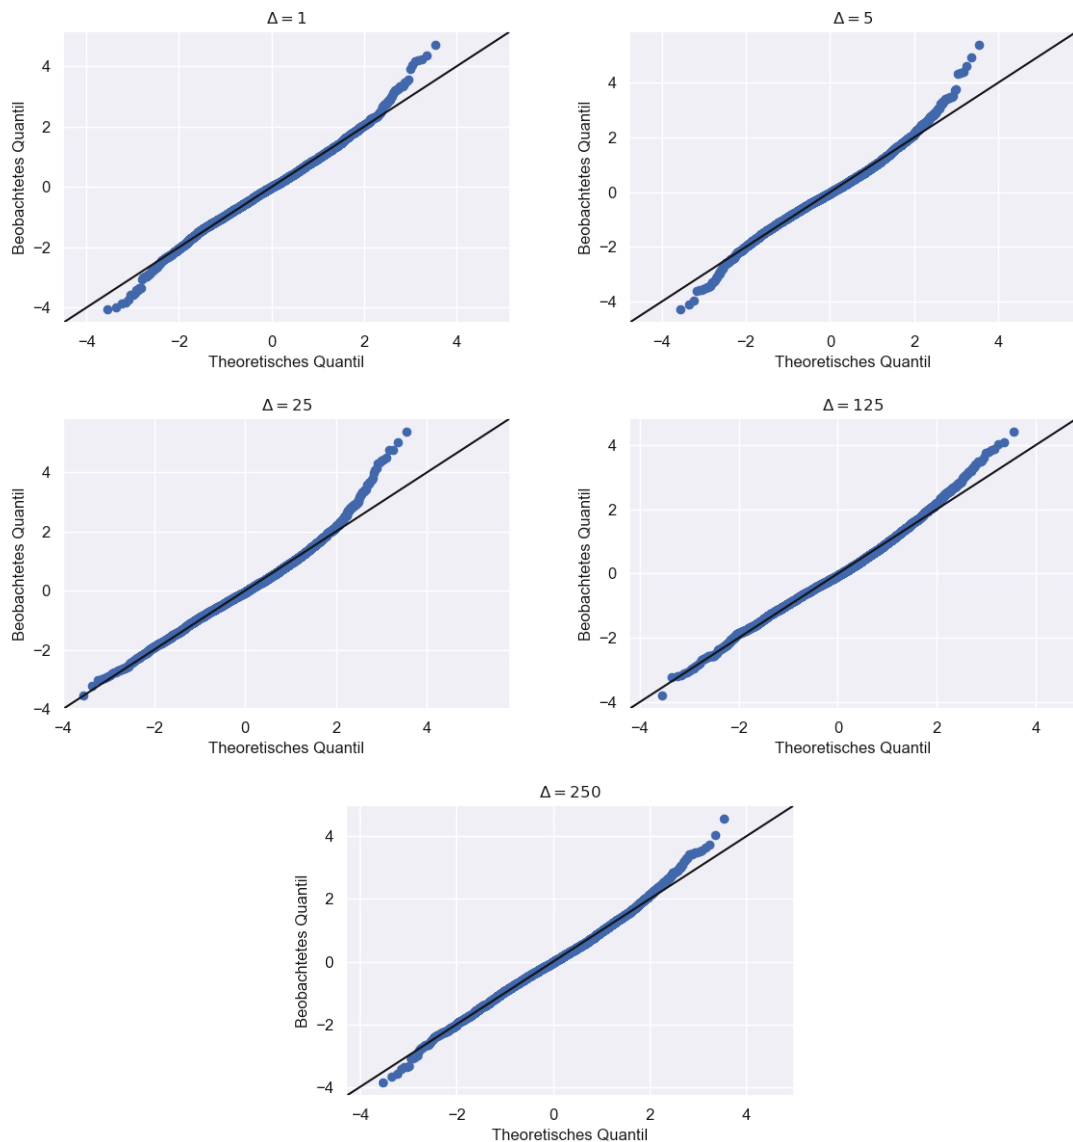 Δ = 1
4
2
0
−2
−4
Beobachtetes Quantil
−4 −2 0 2 4
Theoretisches Quantil
Δ = 5
4
2
0
−2
−4
Beobachtetes Quantil
−4 −2 0 2 4
Theoretisches Quantil
Δ = 25
4
2
0
−2
−4
Beobachtetes Quantil
−4 −2 0 2 4
Theoretisches Quantil
Δ = 125
4
2
0
−2
−4
Beobachtetes Quantil
−4 −2 0 2 4
Theoretisches Quantil
Δ = 250
4
2
0
−2
−4
Beobachtetes Quantil
−4 −2 0 2 4
Theoretisches Quantil